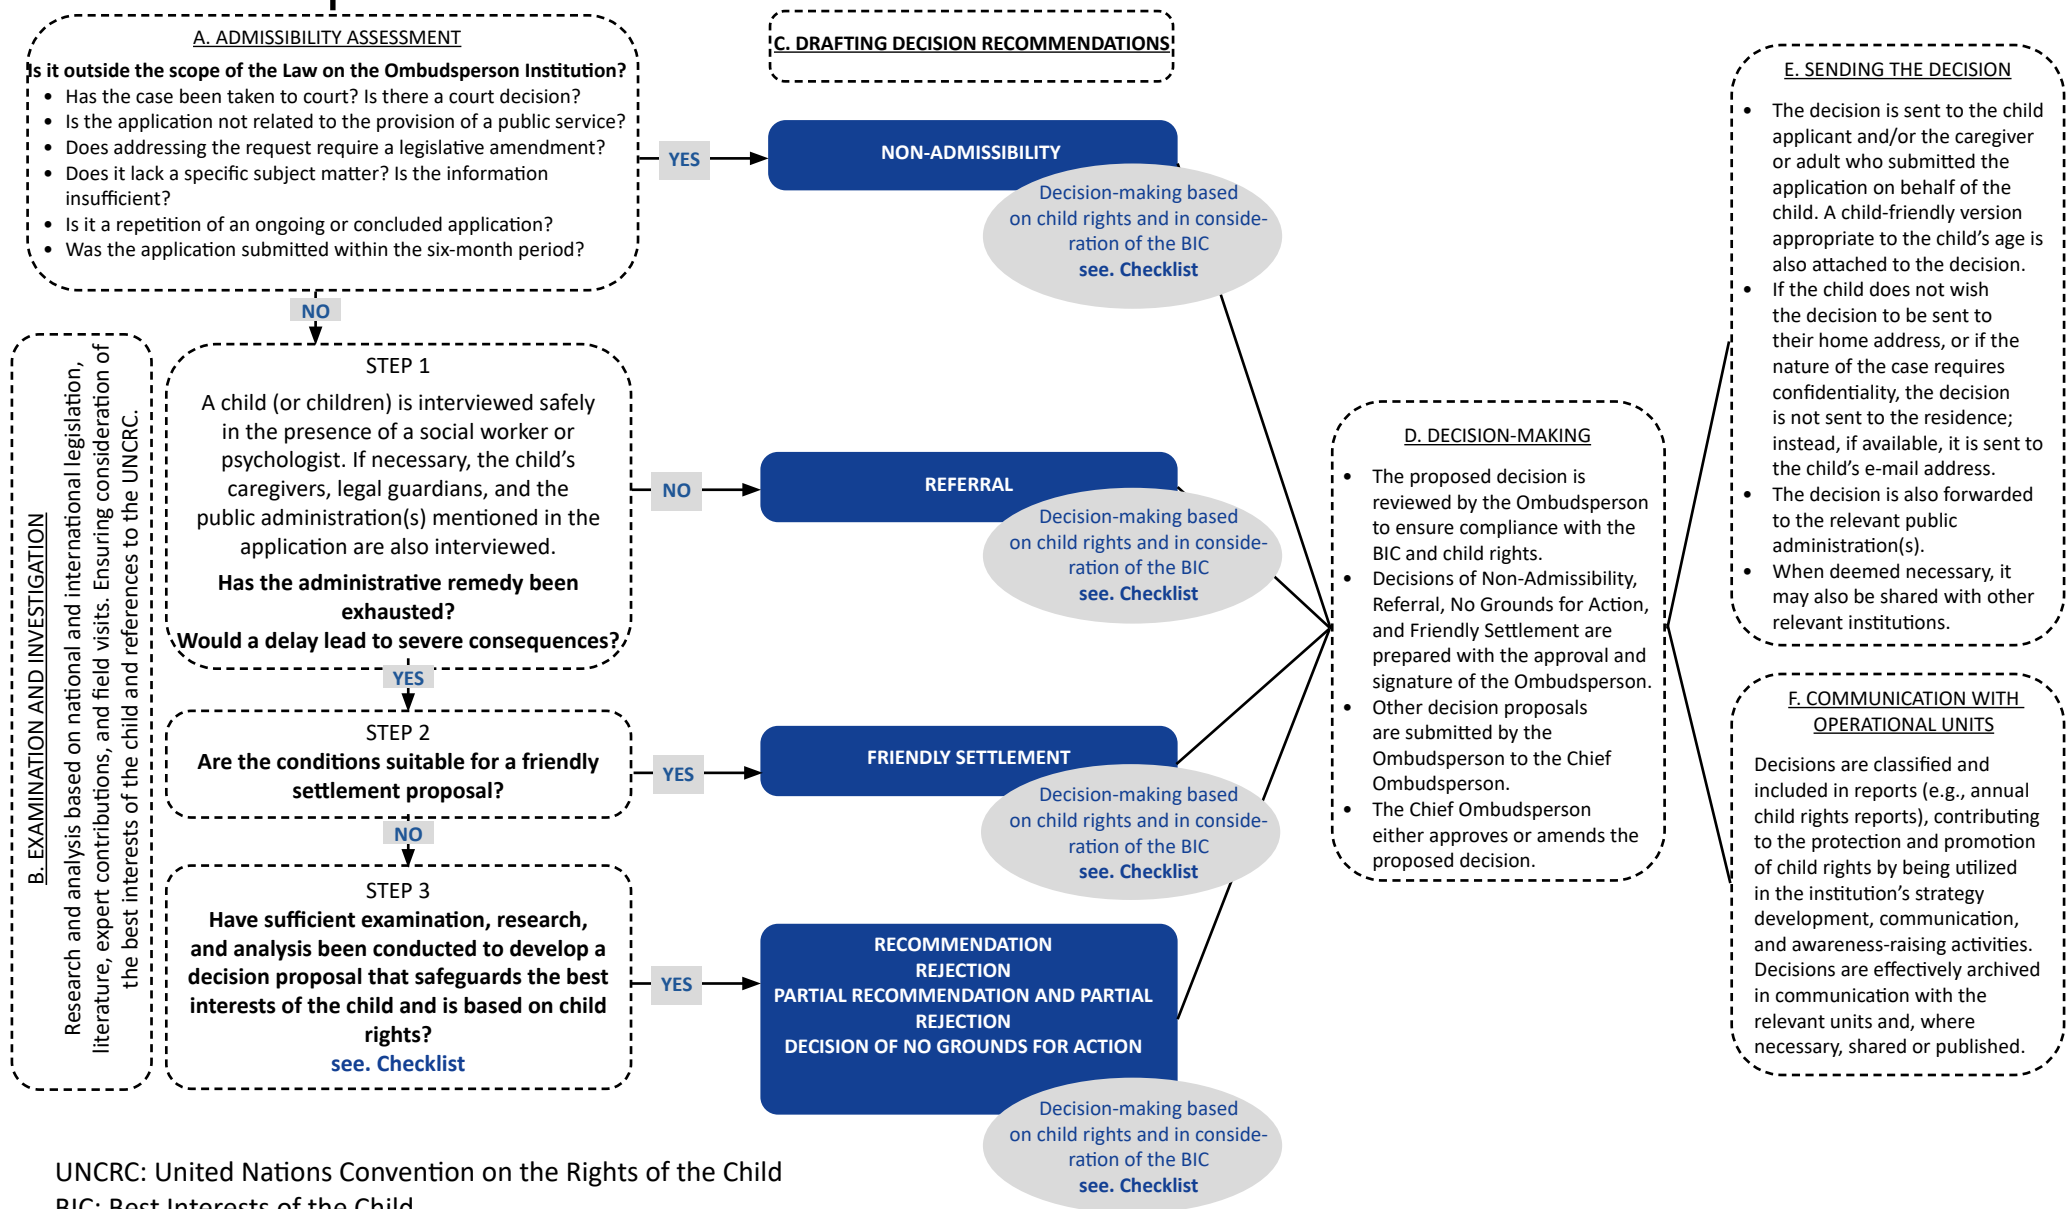 A. ADMISSIBILITY ASSESSMENT
Is it outside the scope of the Law on the Ombudsperson Institution?
• Has the case been taken to court? Is there a court decision?
• Is the application not related to the provision of a public service?
• Does addressing the request require a legislative amendment?
• Does it lack a specific subject matter? Is the information
insufficient?
• Is it a repetition of an ongoing or concluded application?
• Was the application submitted within the six-month period?
YES
NO
B. EXAMINATION AND INVESTIGATION
Research and analysis based on national and international legislation,
literature, expert contributions, and field visits. Ensuring consideration of
the best interests of the child and references to the UNCRC.
STEP 1
A child (or children) is interviewed safely
in the presence of a social worker or
psychologist. If necessary, the child’s
caregivers, legal guardians, and the
public administration(s) mentioned in the
application are also interviewed.
Has the administrative remedy been
exhausted?
Would a delay lead to severe consequences?
NO
YES
STEP 2
Are the conditions suitable for a friendly
settlement proposal?
YES
NO
STEP 3
Have sufficient examination, research,
and analysis been conducted to develop a
decision proposal that safeguards the best
interests of the child and is based on child
rights?
see. Checklist
YES
C. DRAFTING DECISION RECOMMENDATIONS
NON-ADMISSIBILITY
Decision-making based
on child rights and in conside-
ration of the BIC
see. Checklist
REFERRAL
Decision-making based
on child rights and in conside-
ration of the BIC
see. Checklist
FRIENDLY SETTLEMENT
Decision-making based
on child rights and in conside-
ration of the BIC
see. Checklist
RECOMMENDATION
REJECTION
PARTIAL RECOMMENDATION AND PARTIAL
REJECTION
DECISION OF NO GROUNDS FOR ACTION
Decision-making based
on child rights and in conside-
ration of the BIC
see. Checklist
D. DECISION-MAKING
• The proposed decision is
reviewed by the Ombudsperson
to ensure compliance with the
BIC and child rights.
• Decisions of Non-Admissibility,
Referral, No Grounds for Action,
and Friendly Settlement are
prepared with the approval and
signature of the Ombudsperson.
• Other decision proposals
are submitted by the
Ombudsperson to the Chief
Ombudsperson.
• The Chief Ombudsperson
either approves or amends the
proposed decision.
E. SENDING THE DECISION
• The decision is sent to the child
applicant and/or the caregiver
or adult who submitted the
application on behalf of the
child. A child-friendly version
appropriate to the child’s age is
also attached to the decision.
• If the child does not wish
the decision to be sent to
their home address, or if the
nature of the case requires
confidentiality, the decision
is not sent to the residence;
instead, if available, it is sent to
the child’s e-mail address.
• The decision is also forwarded
to the relevant public
administration(s).
• When deemed necessary, it
may also be shared with other
relevant institutions.
F. COMMUNICATION WITH
OPERATIONAL UNITS
Decisions are classified and
included in reports (e.g., annual
child rights reports), contributing
to the protection and promotion
of child rights by being utilized
in the institution’s strategy
development, communication,
and awareness-raising activities.
Decisions are effectively archived
in communication with the
relevant units and, where
necessary, shared or published.
UNCRC: United Nations Convention on the Rights of the Child
BIC: Best Interests of the Child